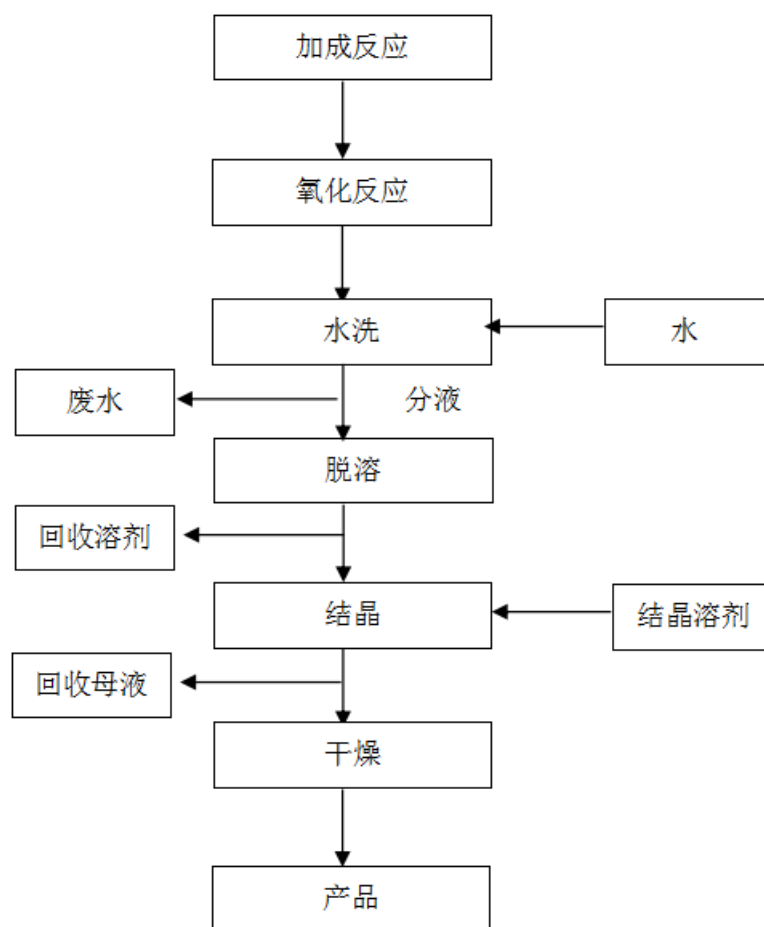 加成反应
氧化反应
水洗
水
废水
分液
脱溶
回收溶剂
结晶
结晶溶剂
回收母液
干燥
产品